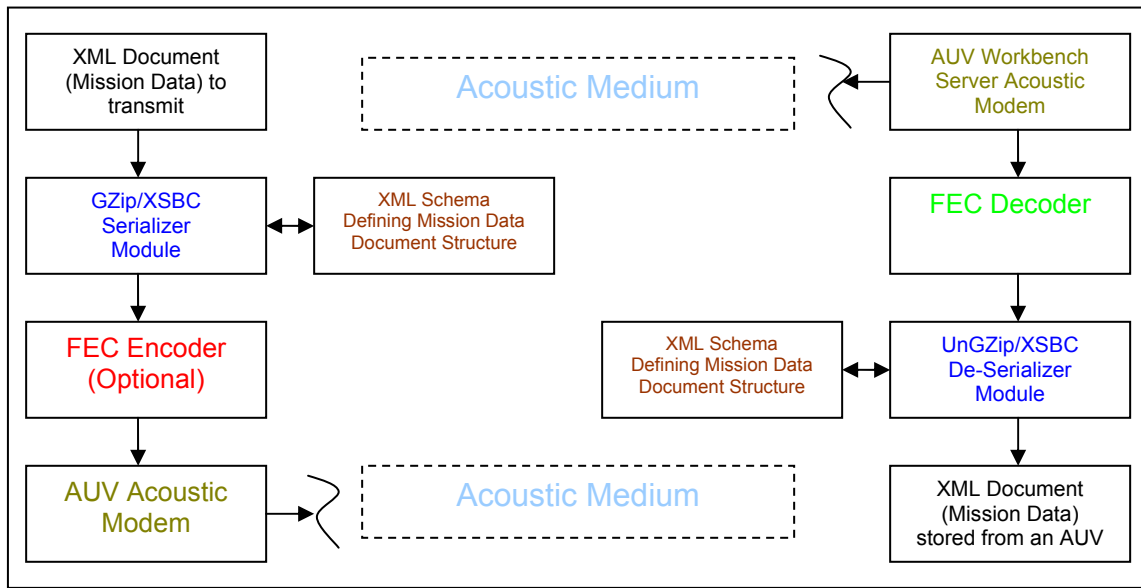 XML Document
(Mission Data) to
transmit
GZip/XSBC
Serializer
Module
XML Schema
Defining Mission Data
Document Structure
FEC Encoder
(Optional)
AUV Acoustic
Modem
Acoustic Medium
Acoustic Medium
AUV Workbench
Server Acoustic
Modem
FEC Decoder
XML Schema
Defining Mission Data
Document Structure
UnGZip/XSBC
De-Serializer
Module
XML Document
(Mission Data)
stored from an AUV